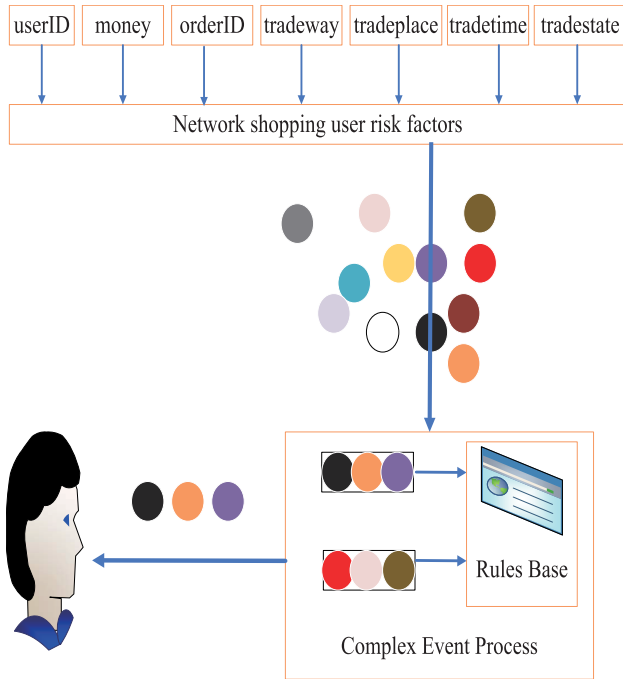 userID money orderID tradeway tradeplace tradetime tradestate
Network shopping user risk factors
Rules Base
Complex Event Process